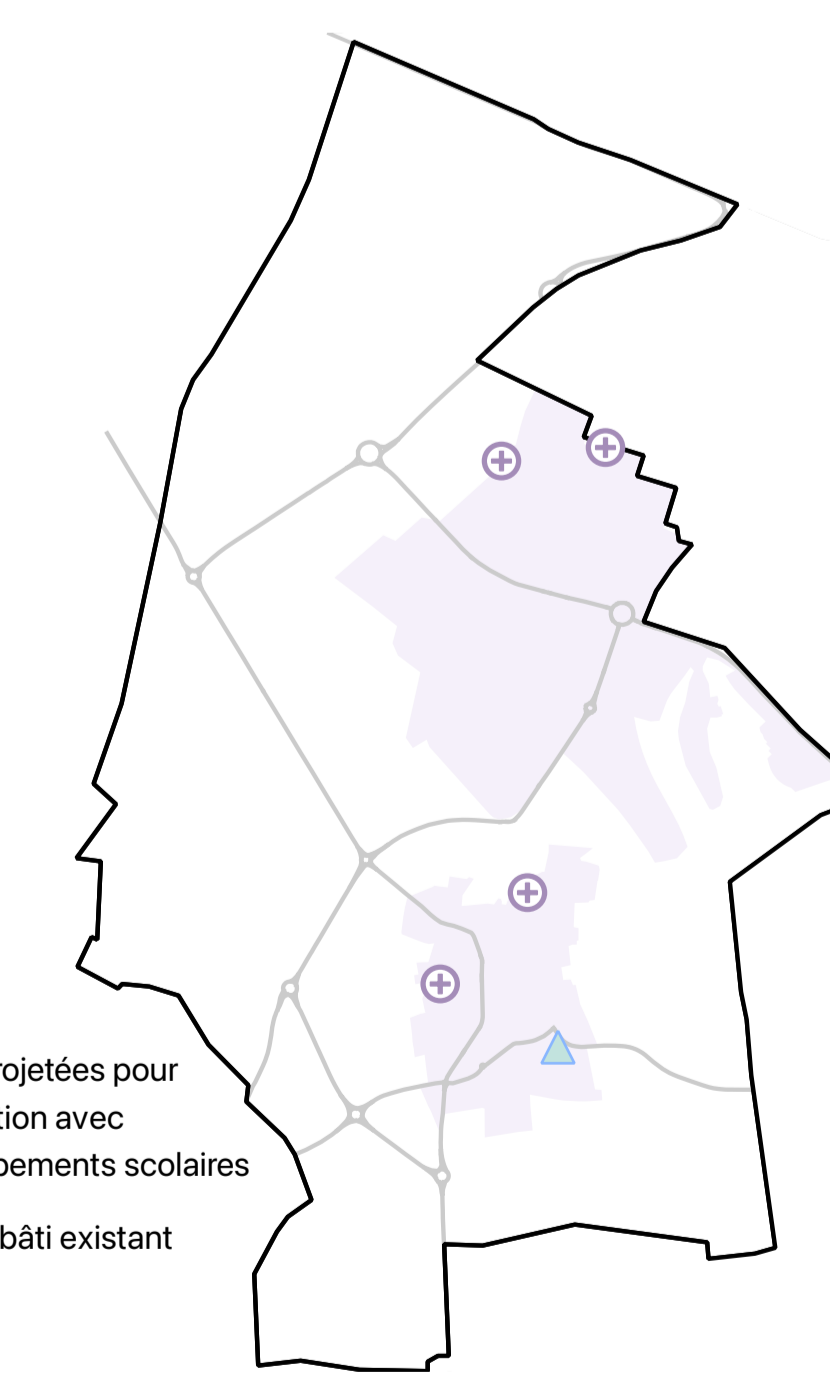 rojetées pour
tion avec
pements scolaires
bâti existant